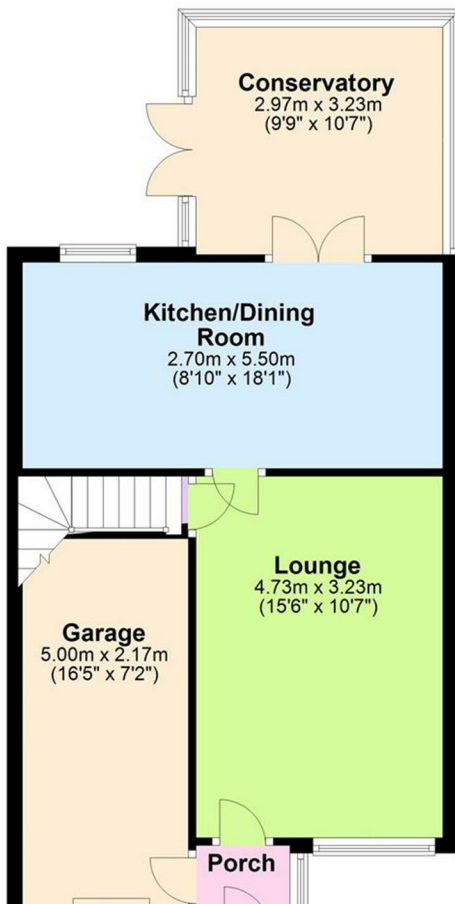 Conservatory
2.97m x 3.23m
(9'9" x 10'7")
Kitchen/Dining
Room
2.70m x 5.50m
(8'10" x 18'1")
Lounge
4.73m x 3.23m
(15'6" x 10'7")
Garage
5.00m x 2.17m
(16'5" x 7'2")
Porch